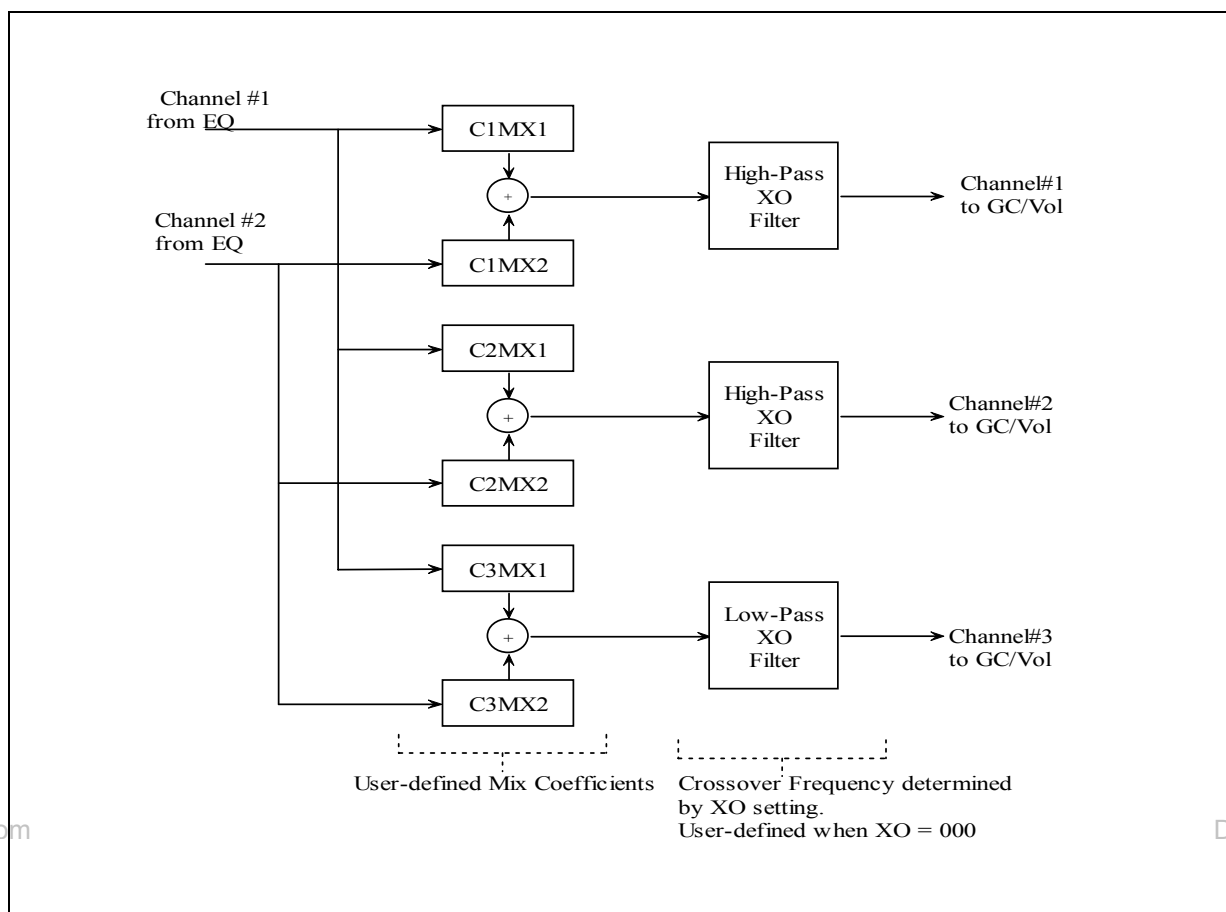 Channel #1
from EQ
C1MX1
+
C1MX2
High-Pass
XO
Filter
Channel#1
to GC/Vol
Channel #2
from EQ
C2MX1
+
C2MX2
High-Pass
XO
Filter
Channel#2
to GC/Vol
C3MX1
+
C3MX2
Low-Pass
XO
Filter
Channel#3
to GC/Vol
User-defined Mix Coefficients
Crossover Frequency determined
by XO setting.
User-defined when XO = 000
om
D